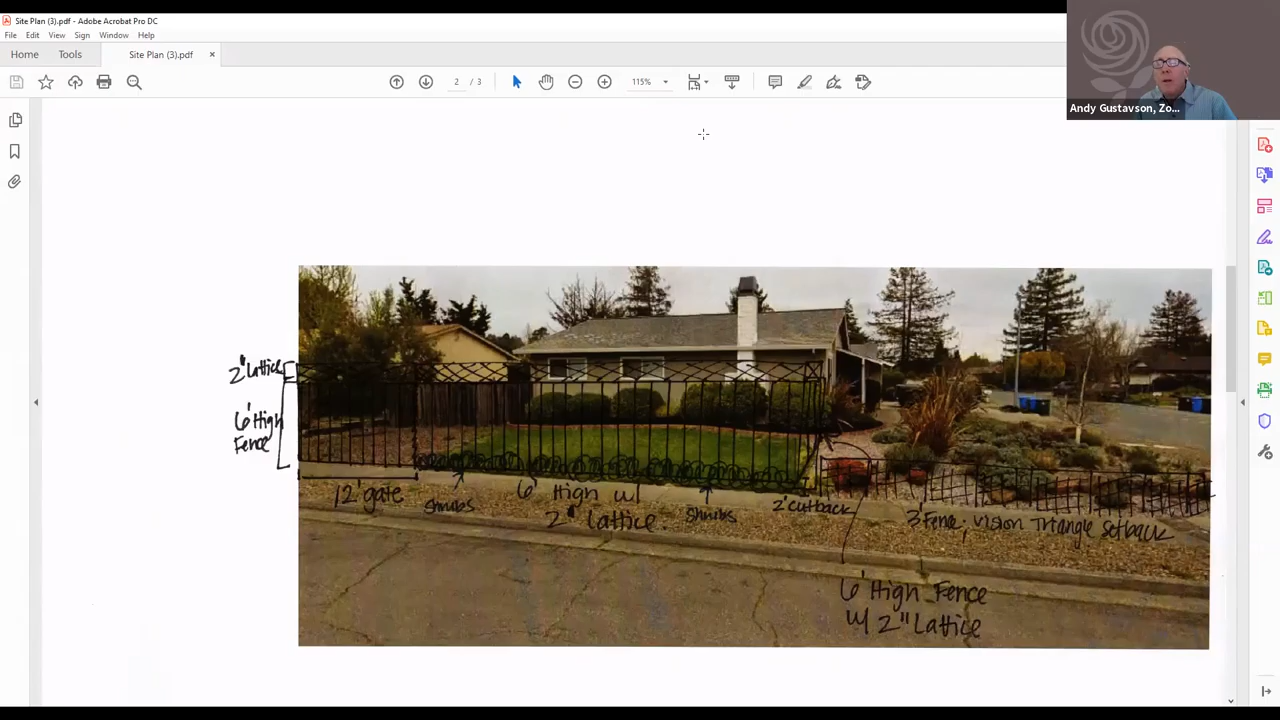 Site Plan (3).pdf - Adobe Acrobat Pro DC
File Edit View Sign Window Help
Home Tools Site Plan (3).pdf ×
2 / 3 115%
Andy Gustavson, Zo...
2" lattice
6' High
Fence
12' gate
Shrubs
6' High w/
2" lattice.
Shrubs
2' cutback
3' Fence; Vision Triangle setback
6' High Fence
w/ 2" Lattice